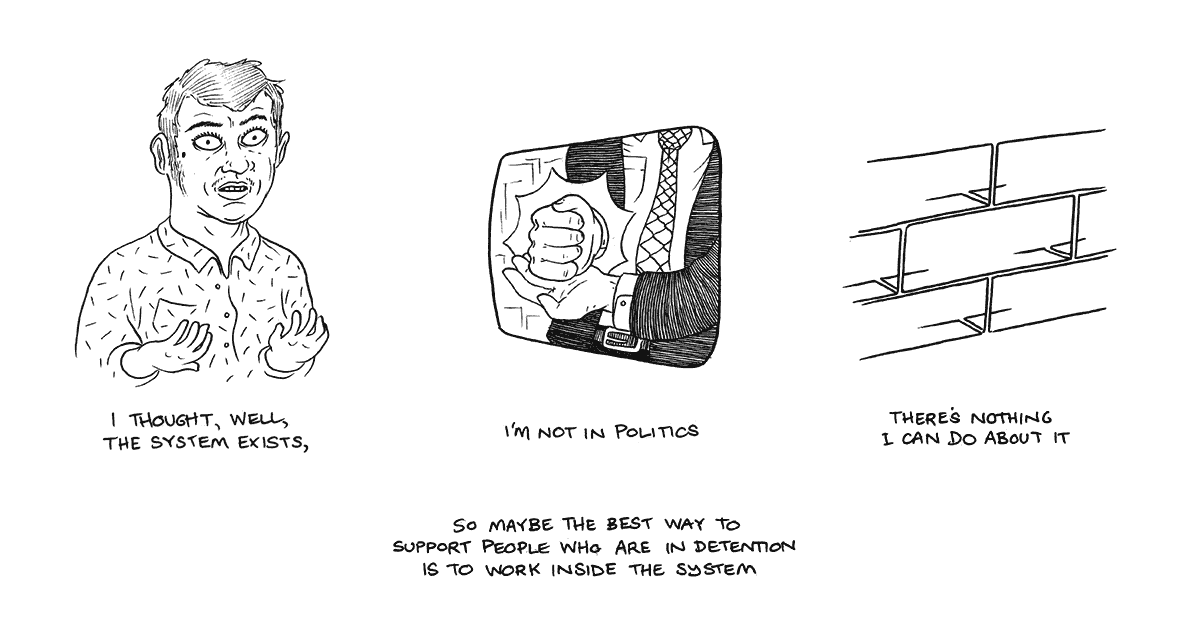 I THOUGHT, WELL,
THE SYSTEM EXISTS,
I'M NOT IN POLITICS
THERE'S NOTHING
I CAN DO ABOUT IT
SO MAYBE THE BEST WAY TO
SUPPORT PEOPLE WHO ARE IN DETENTION
IS TO WORK INSIDE THE SYSTEM